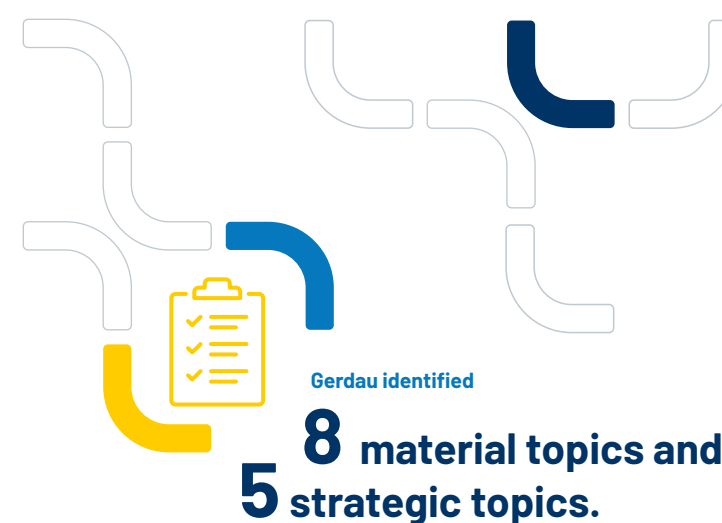 Gerdau identified
8 material topics and
5 strategic topics.